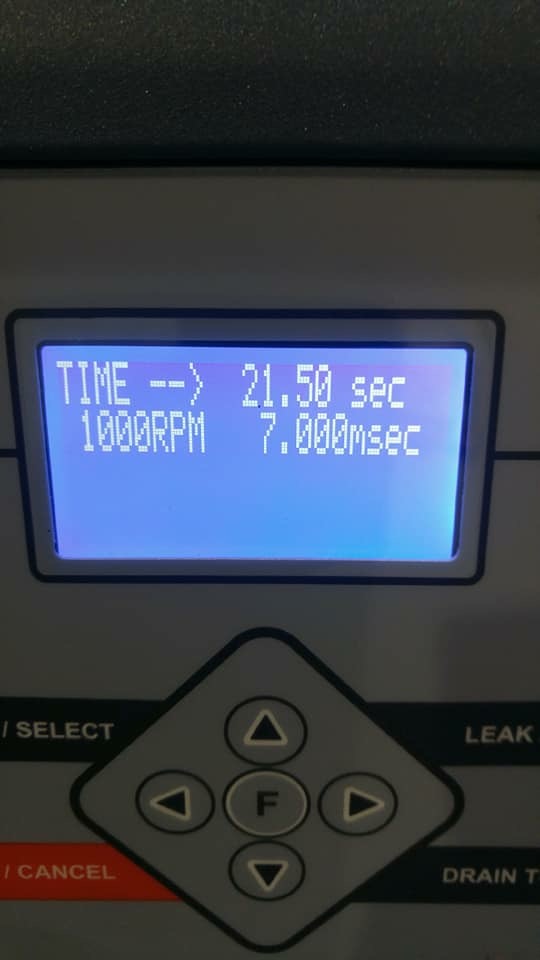 TIME --> 21.50 sec
1000RPM 7.000msec
/ SELECT
LEAK
F
/ CANCEL
DRAIN T